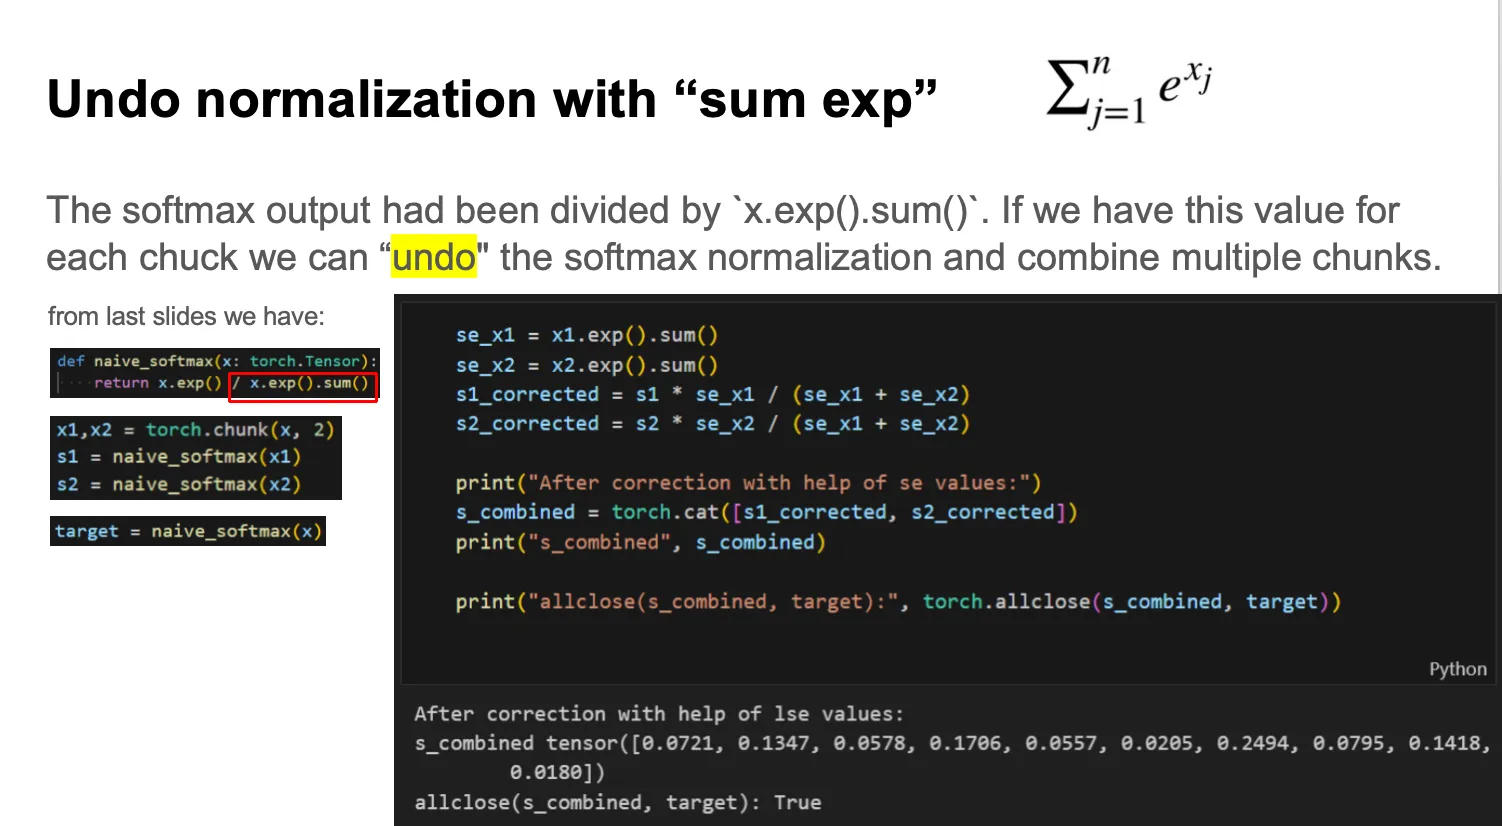 Undo normalization with “sum exp”
∑ⁿⱼ₌₁ e^{x_j}
The softmax output had been divided by `x.exp().sum()`. If we have this value for
each chuck we can “undo" the softmax normalization and combine multiple chunks.
from last slides we have:
def naive_softmax(x: torch.Tensor):
    return x.exp() / x.exp().sum()
x1,x2 = torch.chunk(x, 2)
s1 = naive_softmax(x1)
s2 = naive_softmax(x2)
target = naive_softmax(x)
se_x1 = x1.exp().sum()
se_x2 = x2.exp().sum()
s1_corrected = s1 * se_x1 / (se_x1 + se_x2)
s2_corrected = s2 * se_x2 / (se_x1 + se_x2)
print("After correction with help of se values:")
s_combined = torch.cat([s1_corrected, s2_corrected])
print("s_combined", s_combined)
print("allclose(s_combined, target):", torch.allclose(s_combined, target))
Python
After correction with help of lse values:
s_combined tensor([0.0721, 0.1347, 0.0578, 0.1706, 0.0557, 0.0205, 0.2494, 0.0795, 0.1418,
        0.0180])
allclose(s_combined, target): True